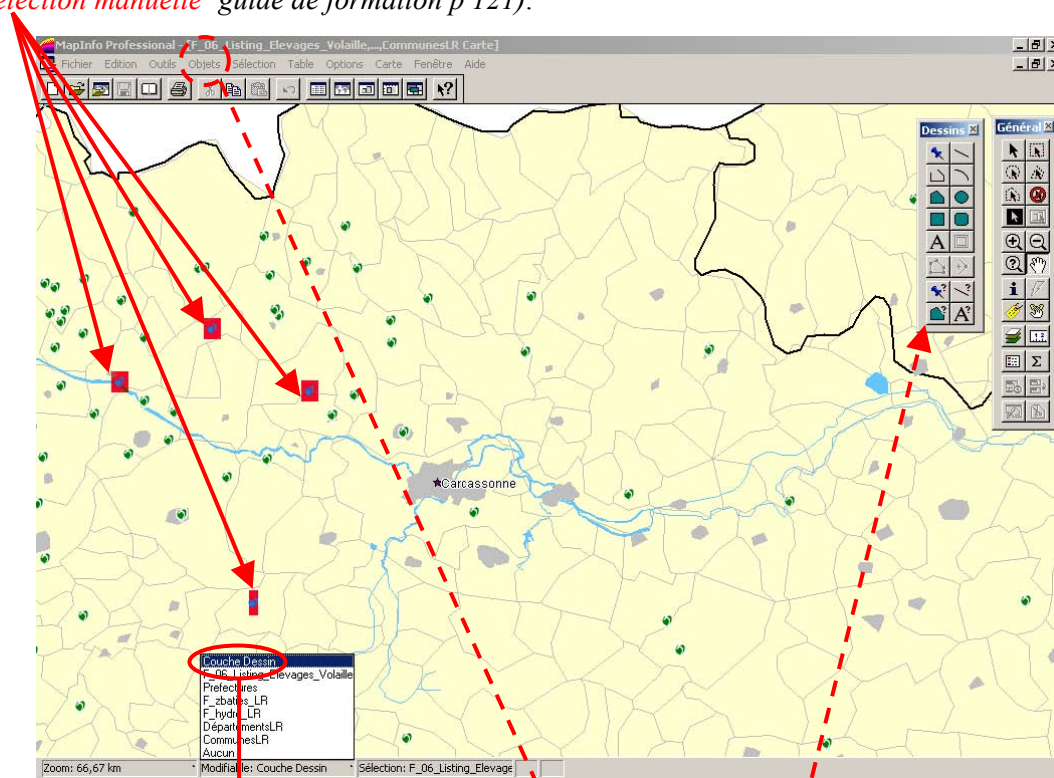 élection manuelle" guide de formation p 121).
MapInfo Professional - [F_06_Listing_Elevages_Volaille,...,CommunesLR Carte]
Fichier Edition Outils Objets Sélection Table Options Carte Fenêtre Aide
Dessins
Général
Carcassonne
Couche Dessin
F_06_Listing_Elevages_Volaille
Prefectures
F_zbaties_LR
F_hydro_LR
DépartementsLR
CommunesLR
Aucun
Zoom: 66,67 km
Modifiable: Couche Dessin
Sélection: F_06_Listing_Elevage